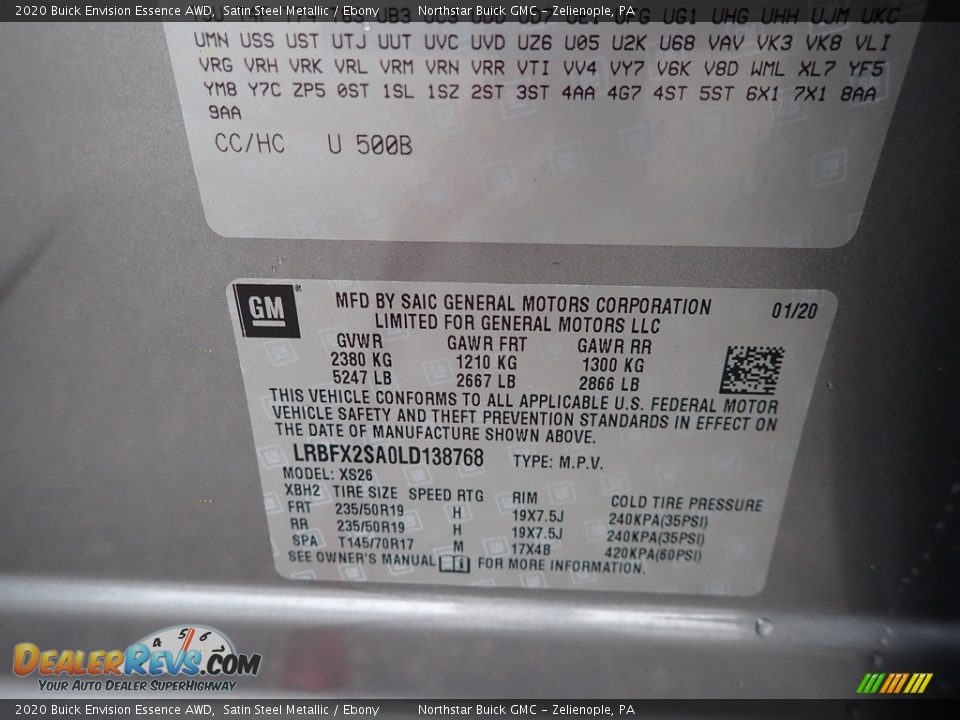 2020 Buick Envision Essence AWD, Satin Steel Metallic / Ebony Northstar Buick GMC - Zelienople, PA
UB3 UG1 UHG UHH UJM UKC
UMN USS UST UTJ UUT UVC UVD UZ6 U05 U2K U68 VAV VK3 VK8 VLI
VRG VRH VRK VRL VRM VRN VRR VTI VV4 VY7 V6K V8D WML XL7 YF5
YM8 Y7C ZP5 0ST 1SL 1SZ 2ST 3ST 4AA 4G7 4ST 5ST 6X1 7X1 8AA
9AA
CC/HC U 500B
GM
MFD BY SAIC GENERAL MOTORS CORPORATION 01/20
LIMITED FOR GENERAL MOTORS LLC
GVWR GAWR FRT GAWR RR
2380 KG 1210 KG 1300 KG
5247 LB 2667 LB 2866 LB
THIS VEHICLE CONFORMS TO ALL APPLICABLE U.S. FEDERAL MOTOR
VEHICLE SAFETY AND THEFT PREVENTION STANDARDS IN EFFECT ON
THE DATE OF MANUFACTURE SHOWN ABOVE.
LRBFX2SA0LD138768 TYPE: M.P.V.
MODEL: XS26
XBH2 TIRE SIZE SPEED RTG RIM COLD TIRE PRESSURE
FRT 235/50R19 H 19X7.5J 240KPA(35PSI)
RR 235/50R19 H 19X7.5J 240KPA(35PSI)
SPA T145/70R17 M 17X4B 420KPA(60PSI)
SEE OWNER'S MANUAL FOR MORE INFORMATION.
4 5 6
DEALERREVS.COM
YOUR AUTO DEALER SUPERHIGHWAY
2020 Buick Envision Essence AWD, Satin Steel Metallic / Ebony Northstar Buick GMC - Zelienople, PA